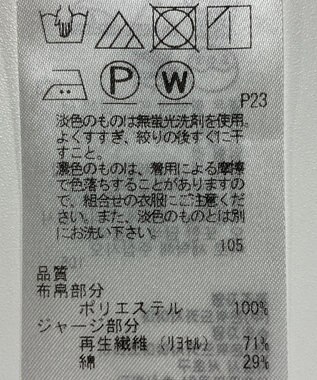 P W
P23
淡色のものは無蛍光洗剤を使用。
よくすすぎ、絞りの後すぐに干
すこと。
濃色のものは、着用による摩擦
で色落ちすることがありますの
で、組合せの衣服にご注意くだ
さい。また、淡色のものとは別
にお洗い下さい。
105
品質
布帛部分
ポリエステル 100%
ジャージ部分
再生繊維(リヨセル) 71%
綿 29%